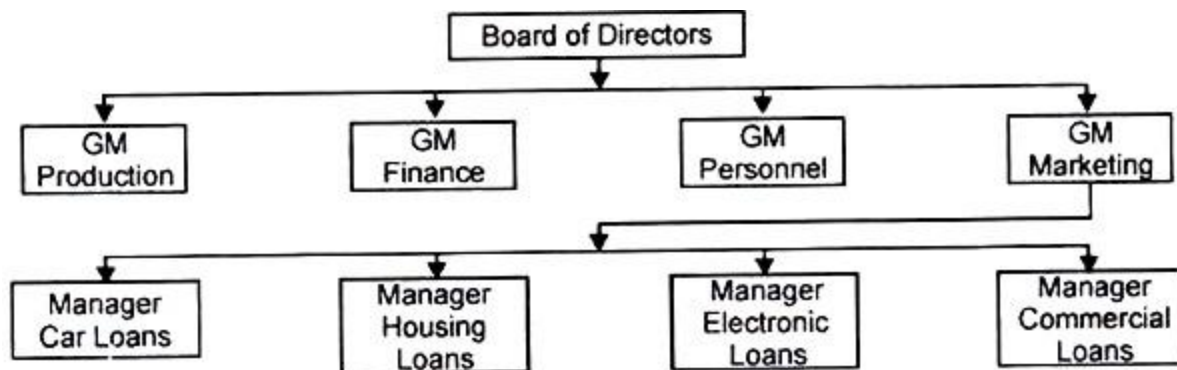 Board of Directors
GM
Production
GM
Finance
GM
Personnel
GM
Marketing
Manager
Car Loans
Manager
Housing
Loans
Manager
Electronic
Loans
Manager
Commercial
Loans